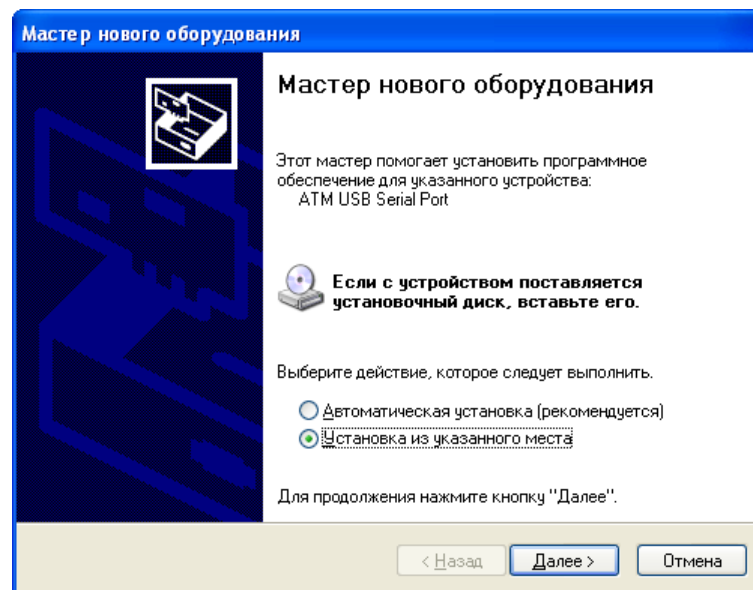 Мастер нового оборудования
Мастер нового оборудования
Этот мастер помогает установить программное
обеспечение для указанного устройства:
ATM USB Serial Port
Если с устройством поставляется
установочный диск, вставьте его.
Выберите действие, которое следует выполнить.
Автоматическая установка (рекомендуется)
Установка из указанного места
Для продолжения нажмите кнопку "Далее".
< Назад Далее > Отмена